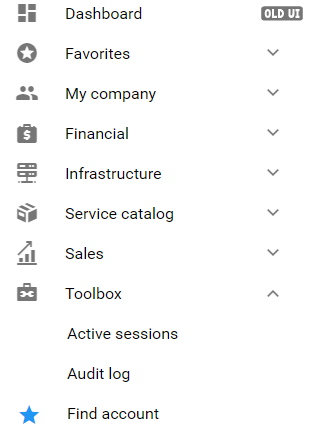 Dashboard OLD UI
Favorites
My company
Financial
Infrastructure
Service catalog
Sales
Toolbox
Active sessions
Audit log
Find account